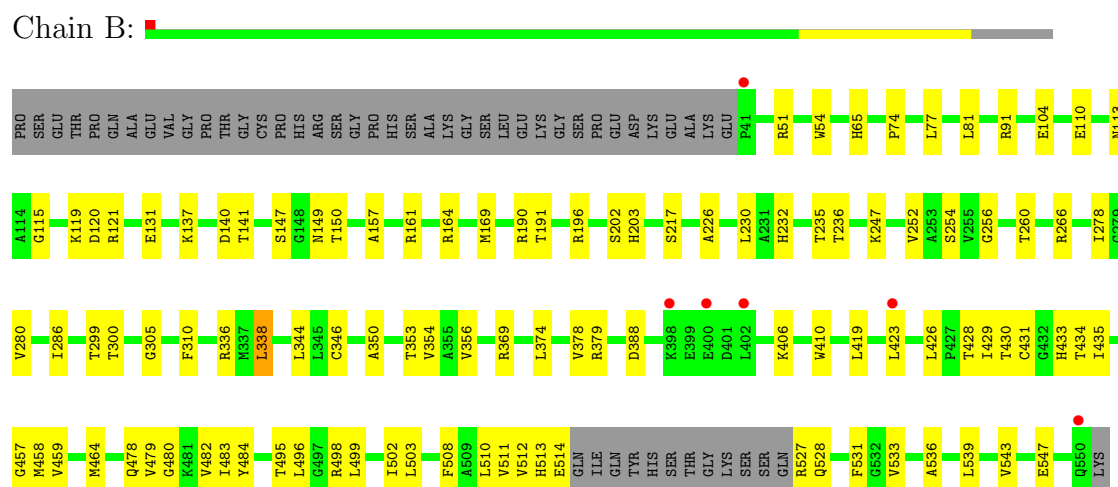 Chain B:
PRO SER GLU THR PRO GLN ALA GLU VAL GLY PRO THR GLY CYS PRO HIS ARG SER GLY PRO HIS SER ALA LYS GLY SER LEU GLU LYS GLY SER PRO GLU ASP LYS GLU ALA LYS GLU P41 R51 W54 H65 P74 L77 L81 R91 E104 E110 N113
A114 G115 K119 D120 R121 E131 K137 D140 T141 S147 G148 N149 T150 A157 R161 R164 M169 R190 T191 R196 S202 H203 S217 A226 L230 A231 H232 T235 T236 K247 V252 A253 S254 V255 G256 T260 R266 I278
V280 I286 T299 T300 G305 F310 R336 M337 L338 L344 L345 C346 A350 T353 V354 A355 V356 R369 L374 V378 R379 D388 K398 E399 E400 D401 L402 K406 W410 L419 L423 L426 P427 T428 I429 T430 C431 G432 H433 T434 I435
G457 M458 V459 M464 Q478 V479 G480 K481 V482 I483 Y484 T495 L496 G497 R498 L499 I502 L503 F508 A509 L510 V511 V512 H513 E514 GLN ILE GLN TYR HIS SER THR GLY LYS SER SER GLN R527 Q528 F531 G532 V533 A536 L539 V543 E547 Q550 LYS